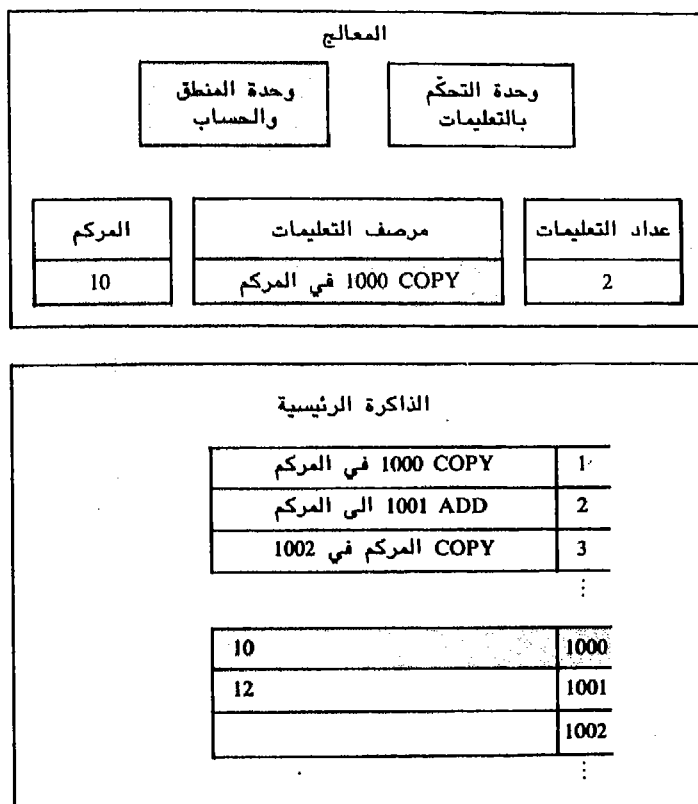 المعالج
وحدة التحكّم
بالتعليمات
وحدة المنطق
والحساب
عداد التعليمات
2
مرصف التعليمات
COPY 1000 في المركم
المركم
10
الذاكرة الرئيسية
1 COPY 1000 في المركم
2 ADD 1001 الى المركم
3 COPY المركم في 1002
⋮
1000 10
1001 12
1002
⋮